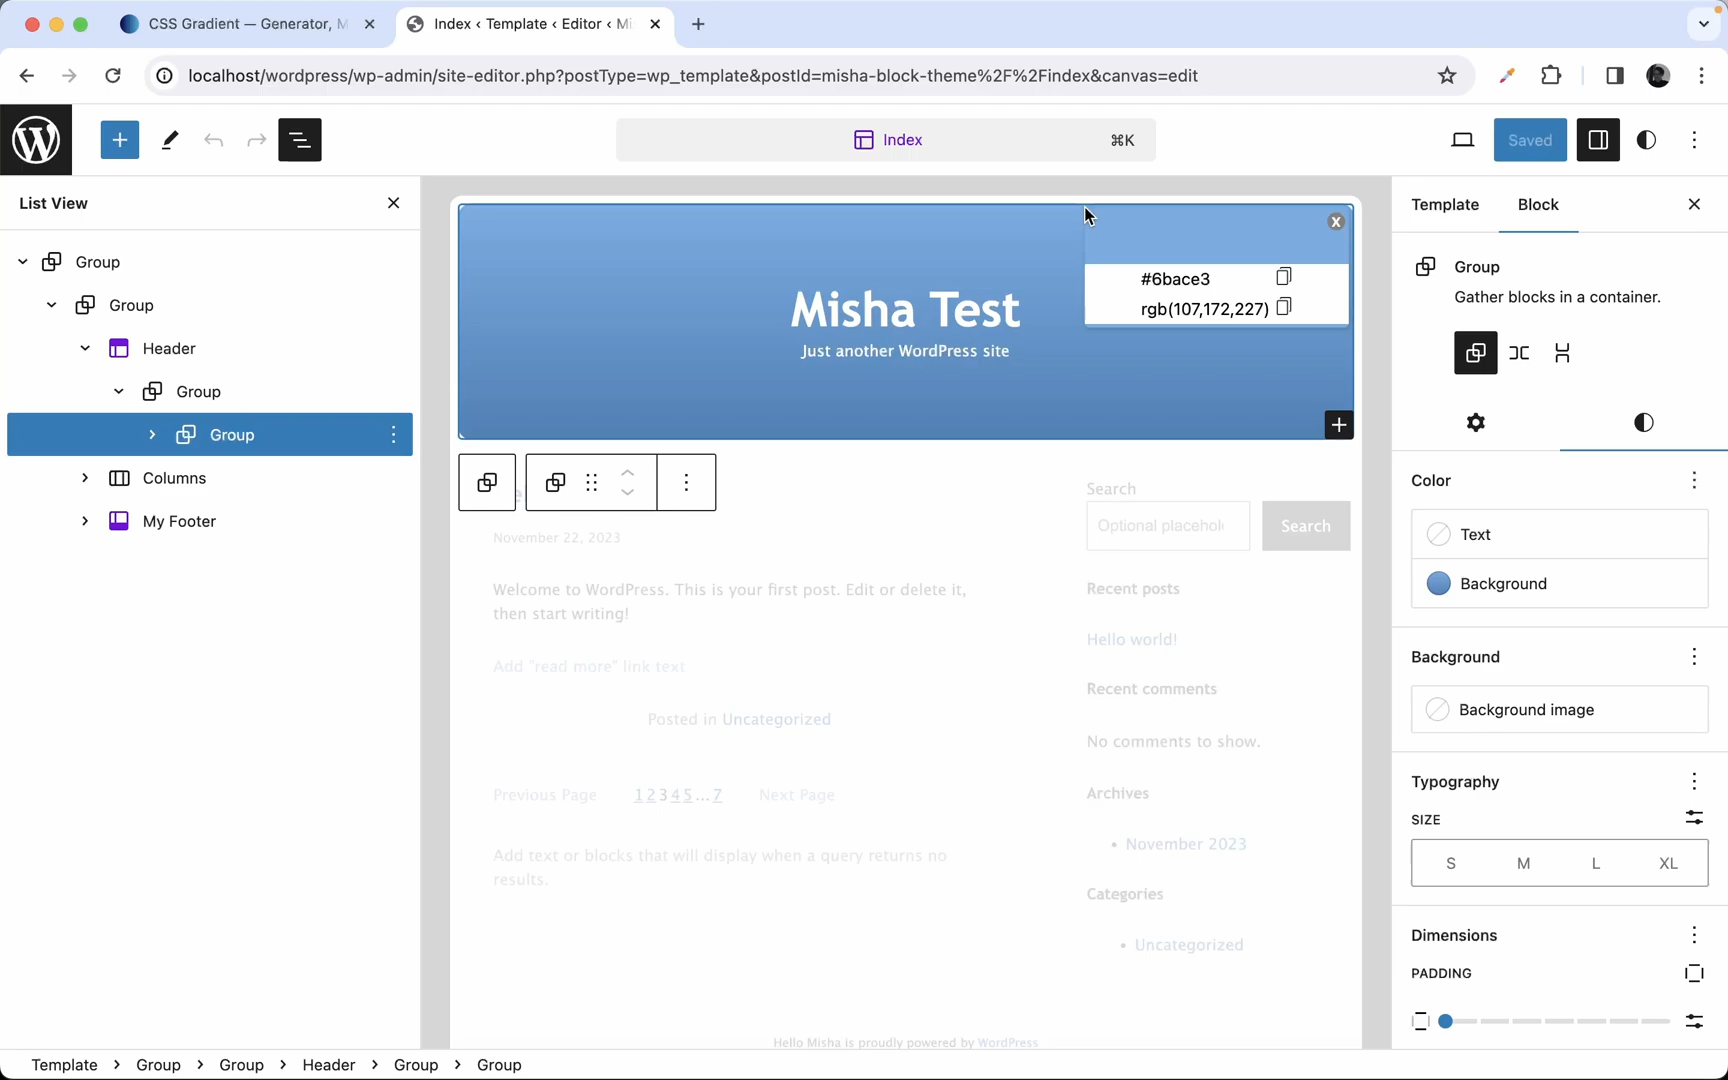 CSS Gradient — Generator, M
Index ‹ Template ‹ Editor ‹ Mi
localhost/wordpress/wp-admin/site-editor.php?postType=wp_template&postId=misha-block-theme%2F%2Findex&canvas=edit
Index
⌘K
Saved
List View
Group
Group
Header
Group
Group
Columns
My Footer
X
#6bace3
rgb(107,172,227)
Misha Test
Just another WordPress site
November 22, 2023
Welcome to WordPress. This is your first post. Edit or delete it,
then start writing!
Add "read more" link text
Posted in Uncategorized
Previous Page
1 2 3 4 5 … 7
Next Page
Add text or blocks that will display when a query returns no
results.
Search
Optional placehol
Search
Recent posts
Hello world!
Recent comments
No comments to show.
Archives
• November 2023
Categories
• Uncategorized
Hello Misha is proudly powered by WordPress
Template
Block
Group
Gather blocks in a container.
Color
Text
Background
Background
Background image
Typography
SIZE
S
M
L
XL
Dimensions
PADDING
Template › Group › Group › Header › Group › Group